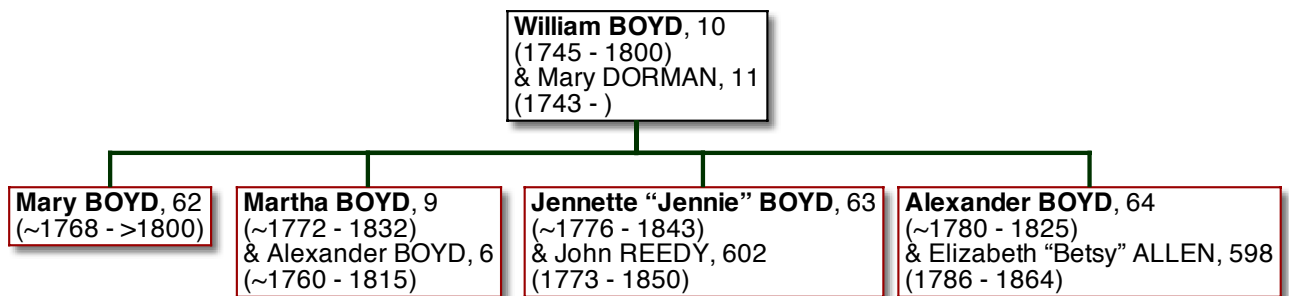 William BOYD, 10
(1745 - 1800)
& Mary DORMAN, 11
(1743 - )
Mary BOYD, 62
(~1768 - >1800)
Martha BOYD, 9
(~1772 - 1832)
& Alexander BOYD, 6
(~1760 - 1815)
Jennette “Jennie” BOYD, 63
(~1776 - 1843)
& John REEDY, 602
(1773 - 1850)
Alexander BOYD, 64
(~1780 - 1825)
& Elizabeth “Betsy” ALLEN, 598
(1786 - 1864)